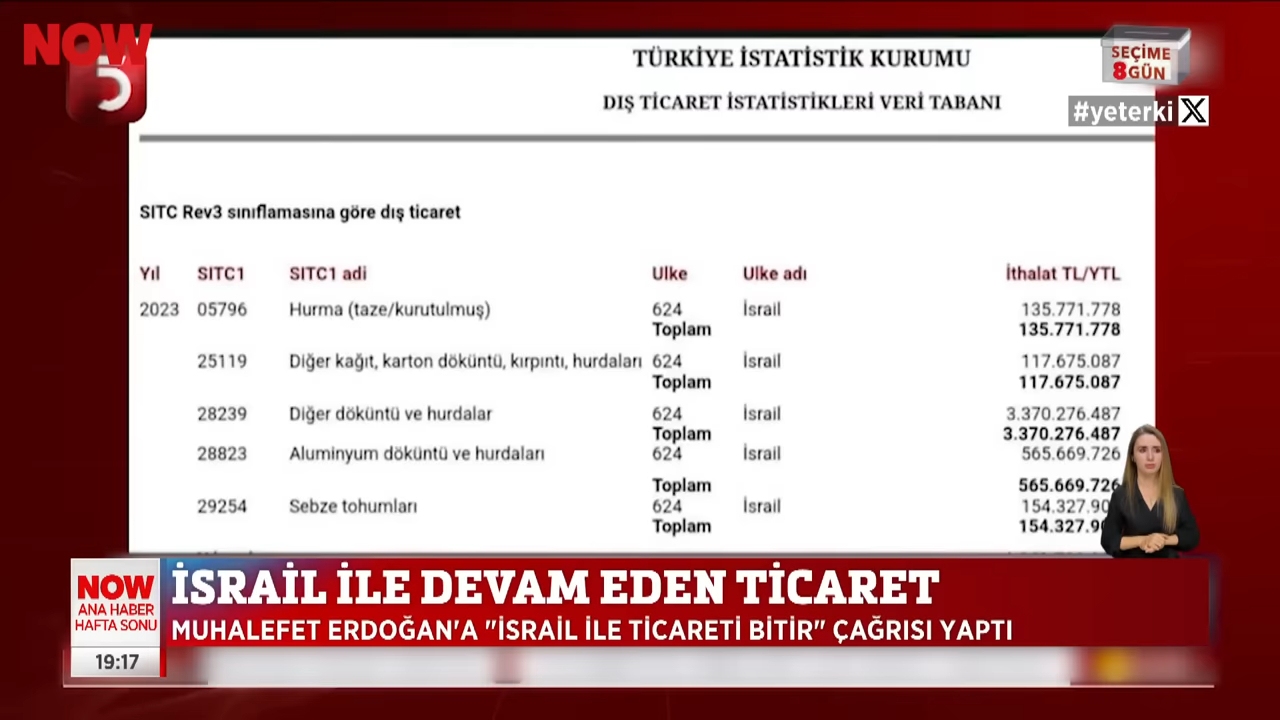 NOW
SEÇİME
8 GÜN
#yeterki X
TÜRKİYE İSTATİSTİK KURUMU
DIŞ TİCARET İSTATİSTİKLERİ VERİ TABANI
SITC Rev3 sınıflamasına göre dış ticaret
Yıl SITC1 SITC1 adi Ulke Ulke adı İthalat TL/YTL
2023 05796 Hurma (taze/kurutulmuş) 624 İsrail 135.771.778
Toplam 135.771.778
25119 Diğer kağıt, karton döküntü, kırpıntı, hurdaları 624 İsrail 117.675.087
Toplam 117.675.087
28239 Diğer döküntü ve hurdalar 624 İsrail 3.370.276.487
Toplam 3.370.276.487
28823 Aluminyum döküntü ve hurdaları 624 İsrail 565.669.726
Toplam 565.669.726
29254 Sebze tohumları 624 İsrail
Toplam
NOW
ANA HABER
HAFTA SONU
19:17
İSRAİL İLE DEVAM EDEN TİCARET
MUHALEFET ERDOĞAN'A "İSRAİL İLE TİCARETİ BİTİR" ÇAĞRISI YAPTI